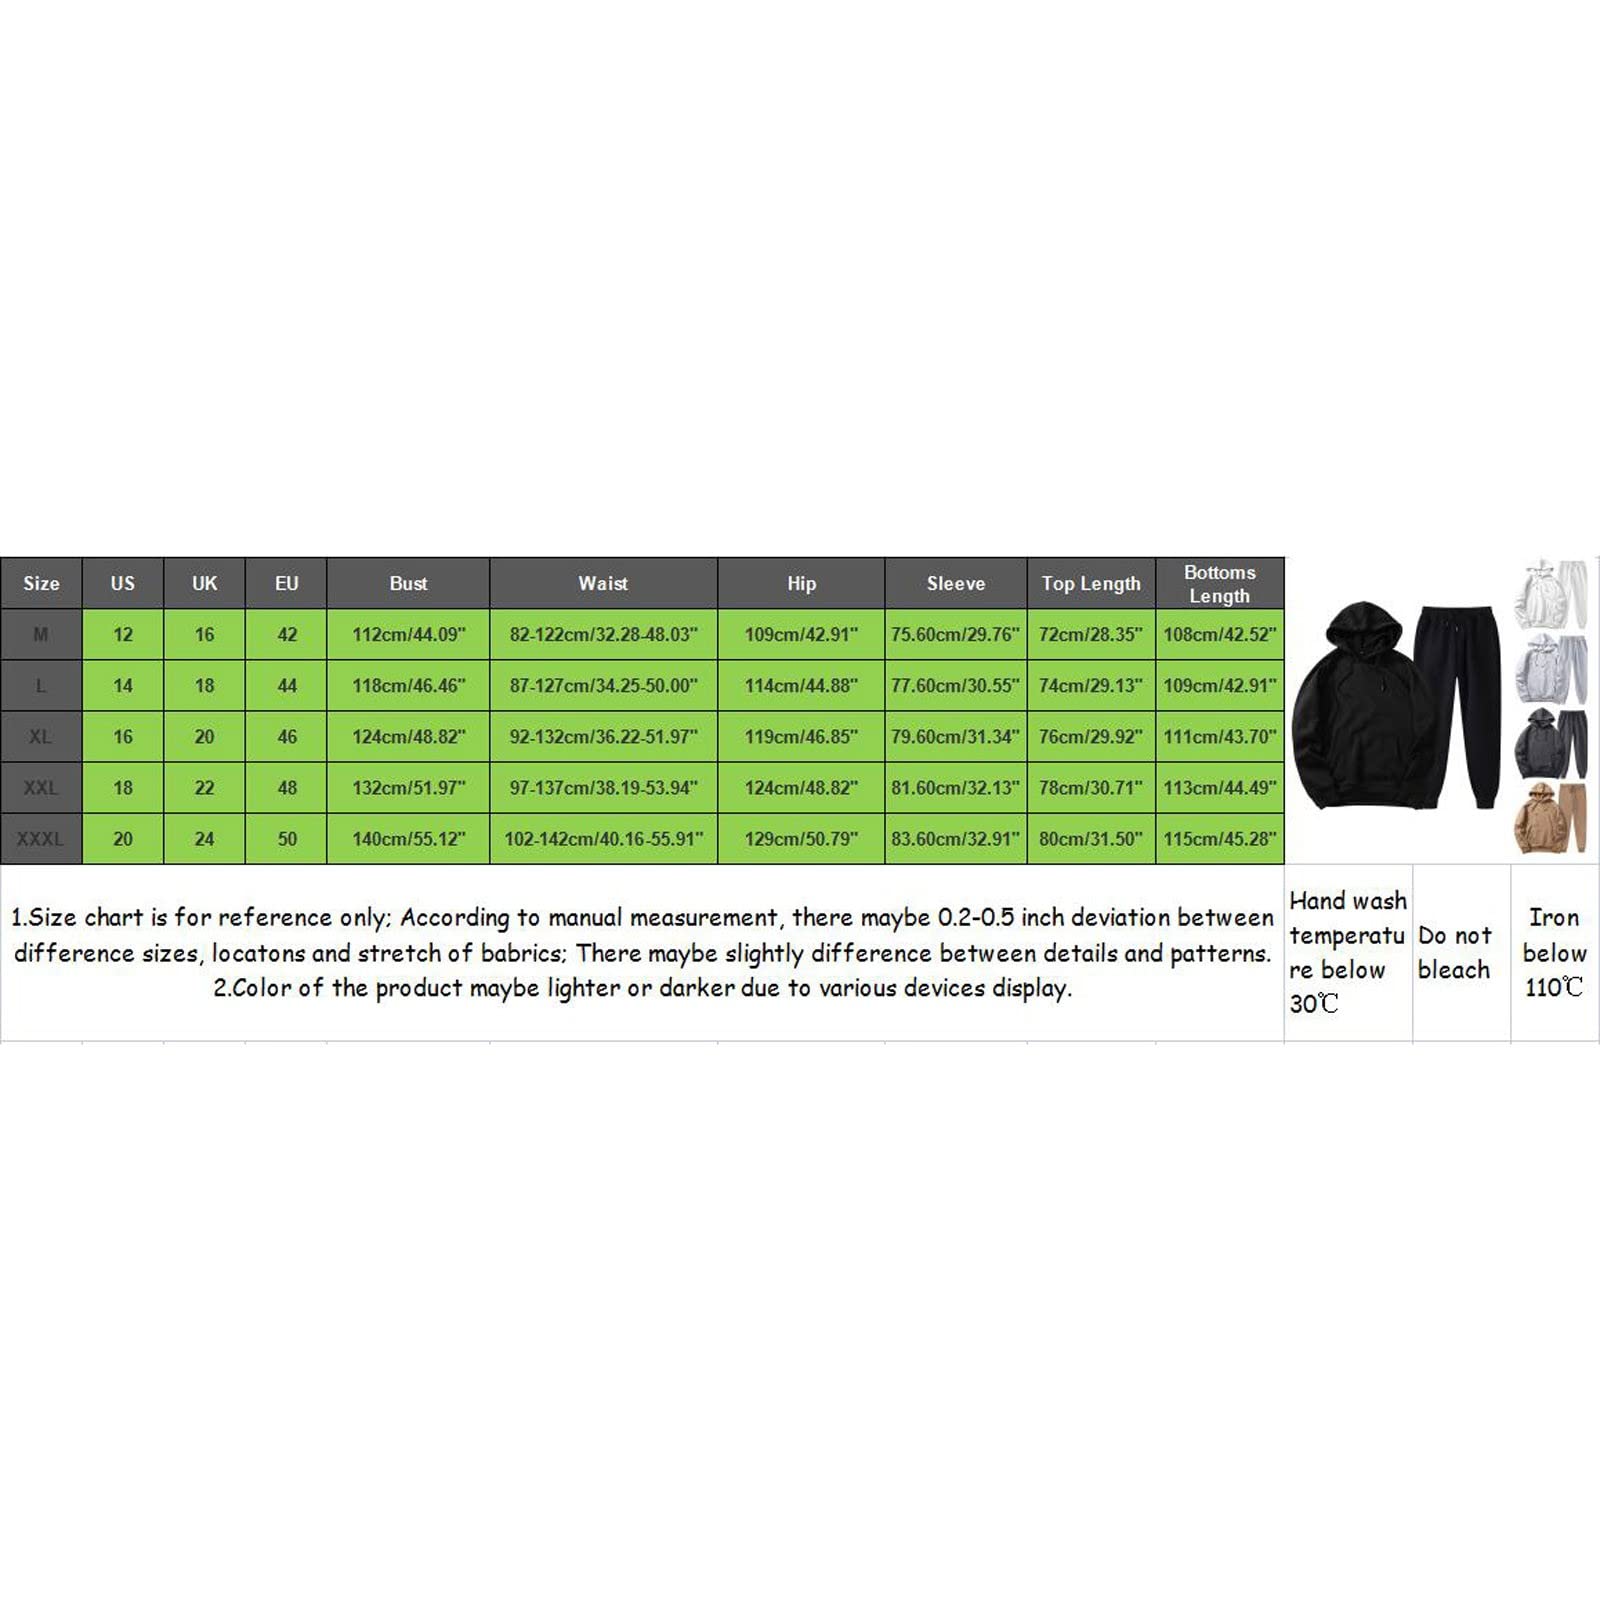 Size US UK EU Bust Waist Hip Sleeve Top Length Bottoms Length
M 12 16 42 112cm/44.09" 82-122cm/32.28-48.03" 109cm/42.91" 75.60cm/29.76" 72cm/28.35" 108cm/42.52"
L 14 18 44 118cm/46.46" 87-127cm/34.25-50.00" 114cm/44.88" 77.60cm/30.55" 74cm/29.13" 109cm/42.91"
XL 16 20 46 124cm/48.82" 92-132cm/36.22-51.97" 119cm/46.85" 79.60cm/31.34" 76cm/29.92" 111cm/43.70"
XXL 18 22 48 132cm/51.97" 97-137cm/38.19-53.94" 124cm/48.82" 81.60cm/32.13" 78cm/30.71" 113cm/44.49"
XXXL 20 24 50 140cm/55.12" 102-142cm/40.16-55.91" 129cm/50.79" 83.60cm/32.91" 80cm/31.50" 115cm/45.28"
1.Size chart is for reference only; According to manual measurement, there maybe 0.2-0.5 inch deviation between
difference sizes, locatons and stretch of babrics; There maybe slightly difference between details and patterns.
2.Color of the product maybe lighter or darker due to various devices display.
Hand wash
temperatu
re below
30℃
Do not
bleach
Iron
below
110℃